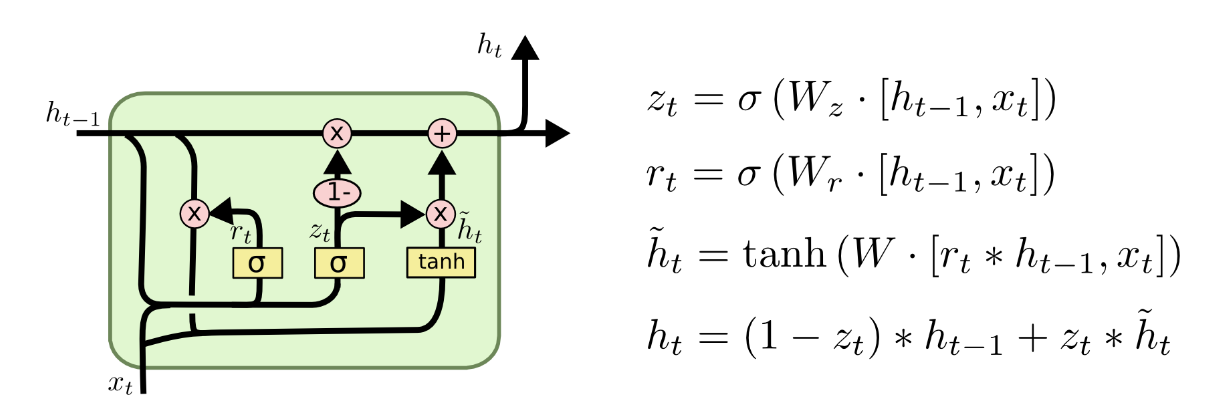 h_t
h_{t-1}
x
+
1-
x
x
r_t
z_t
h̃_t
σ
σ
tanh
x_t
z_t = σ (W_z · [h_{t-1}, x_t])
r_t = σ (W_r · [h_{t-1}, x_t])
h̃_t = tanh (W · [r_t * h_{t-1}, x_t])
h_t = (1 − z_t) * h_{t-1} + z_t * h̃_t